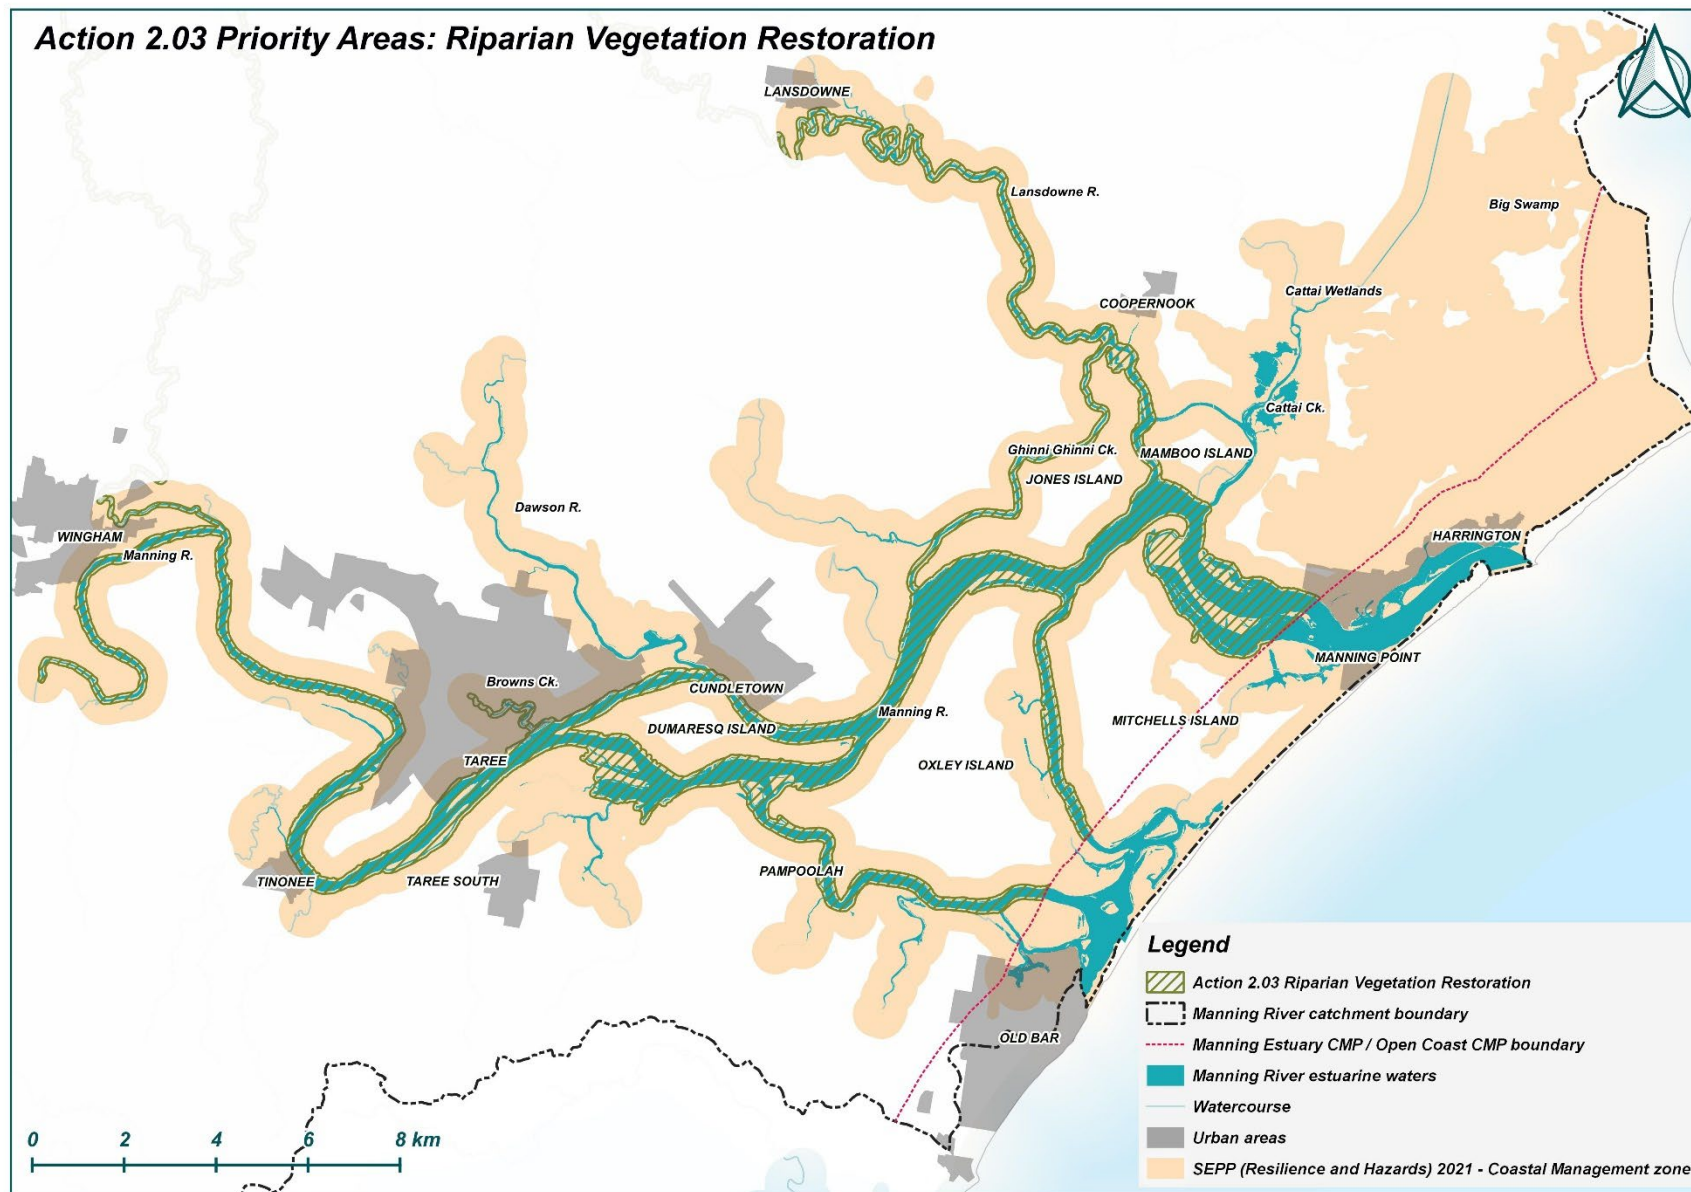 Action 2.03 Priority Areas: Riparian Vegetation Restoration
LANSDOWNE
Lansdowne R.
Big Swamp
Cattai Wetlands
COOPERNOOK
Cattai Ck.
Ghinni Ghinni Ck.
MAMBOO ISLAND
JONES ISLAND
Dawson R.
WINGHAM
Manning R.
HARRINGTON
MANNING POINT
Browns Ck.
CUNDLETOWN
DUMARESQ ISLAND
Manning R.
MITCHELLS ISLAND
TAREE
OXLEY ISLAND
PAMPOOLAH
TINONEE
TAREE SOUTH
OLD BAR
Legend
Action 2.03 Riparian Vegetation Restoration
Manning River catchment boundary
Manning Estuary CMP / Open Coast CMP boundary
Manning River estuarine waters
Watercourse
Urban areas
SEPP (Resilience and Hazards) 2021 - Coastal Management zone
0 2 4 6 8 km